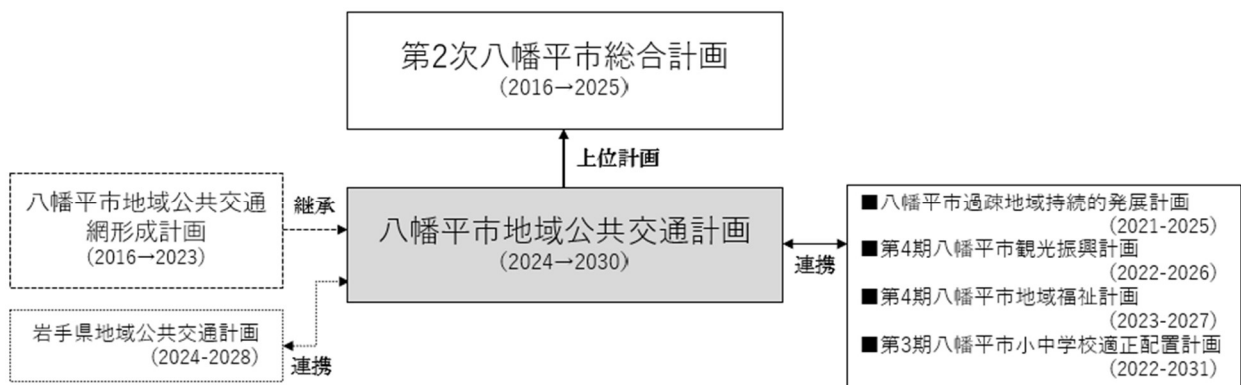 第2次八幡平市総合計画
（2016→2025）
上位計画
八幡平市地域公共交通
網形成計画
（2016→2023）
継承
八幡平市地域公共交通計画
（2024→2030）
連携
■八幡平市過疎地域持続的発展計画
(2021-2025)
■第4期八幡平市観光振興計画
(2022-2026)
■第4期八幡平市地域福祉計画
(2023-2027)
■第3期八幡平市小中学校適正配置計画
(2022-2031)
岩手県地域公共交通計画
(2024-2028)
連携